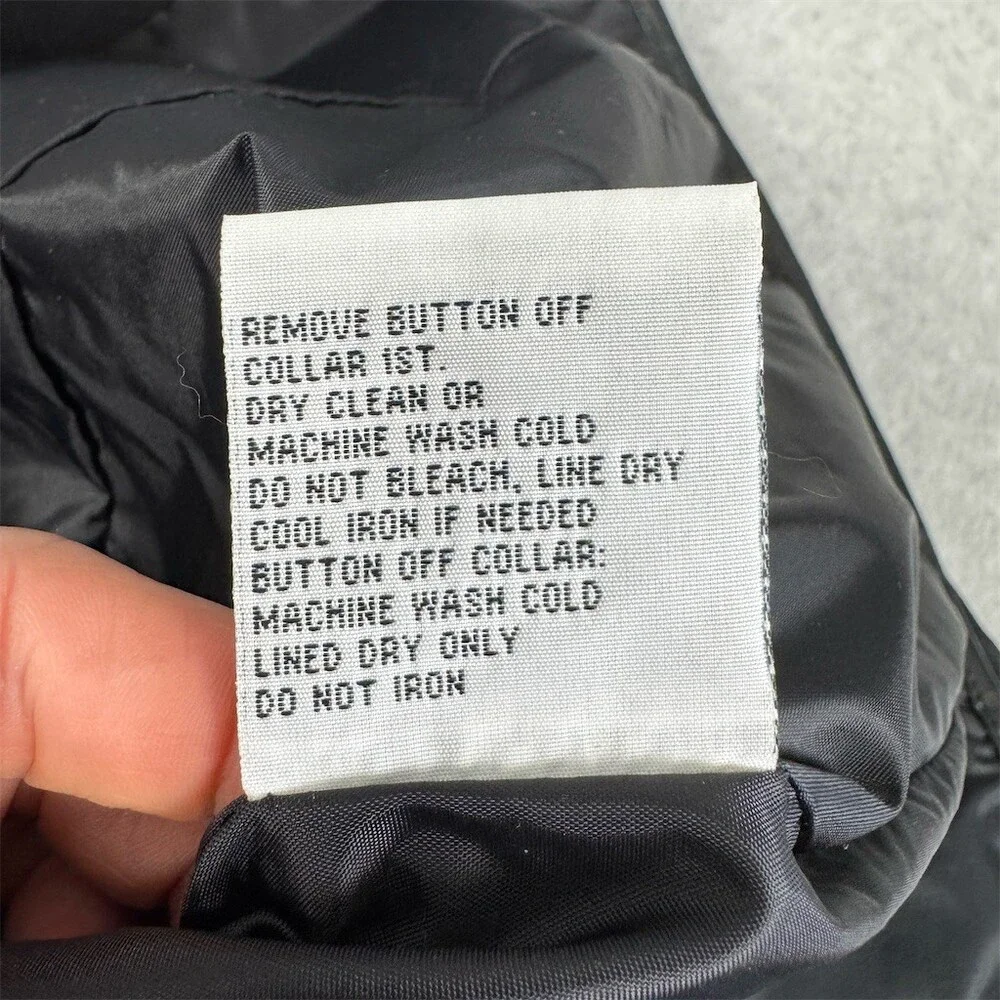 REMOVE BUTTON OFF
COLLAR 1ST.
DRY CLEAN OR
MACHINE WASH COLD
DO NOT BLEACH, LINE DRY
COOL IRON IF NEEDED
BUTTON OFF COLLAR:
MACHINE WASH COLD
LINED DRY ONLY
DO NOT IRON